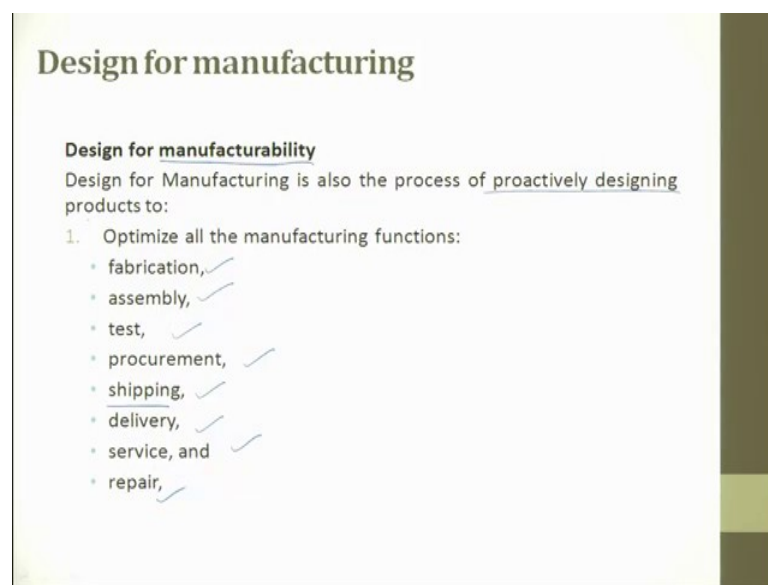 Design for manufacturing
Design for manufacturability
Design for Manufacturing is also the process of proactively designing
products to:
1. Optimize all the manufacturing functions:
• fabrication,
• assembly,
• test,
• procurement,
• shipping,
• delivery,
• service, and
• repair,